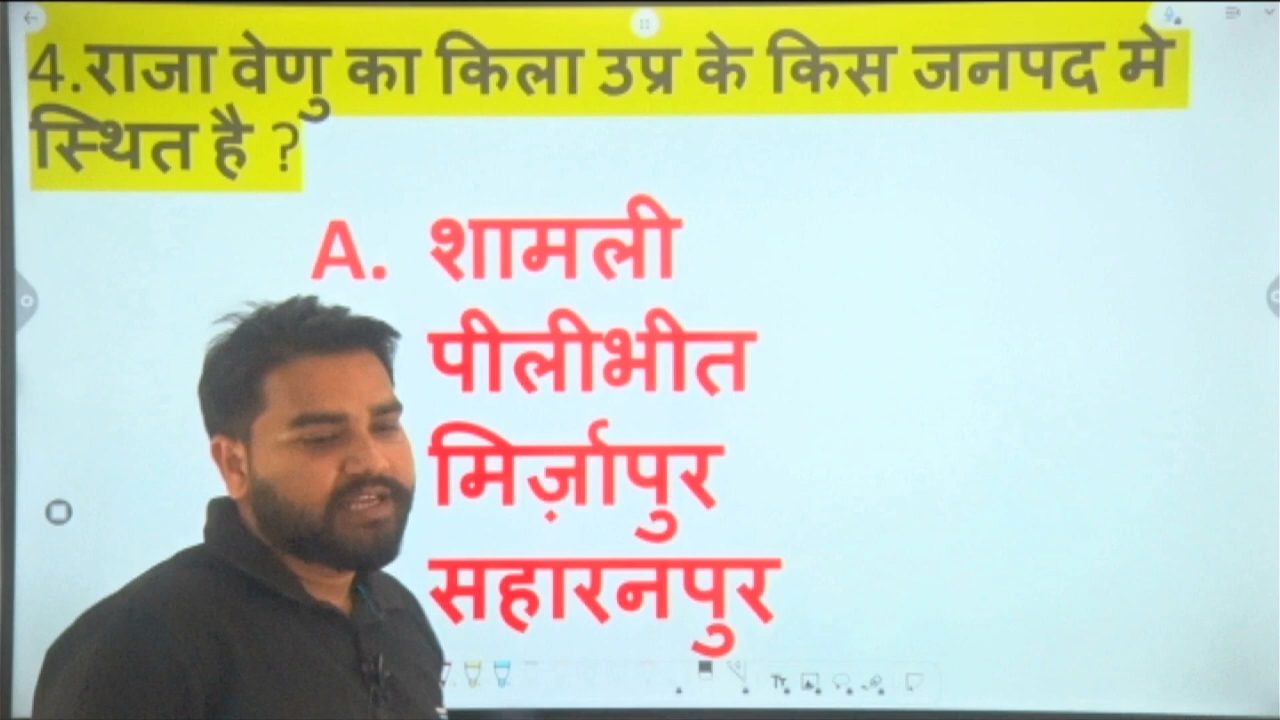 4.राजा वेणु का किला उप्र के किस जनपद मे
स्थित है ?
A. शामली
पीलीभीत
मिर्ज़ापुर
सहारनपुर